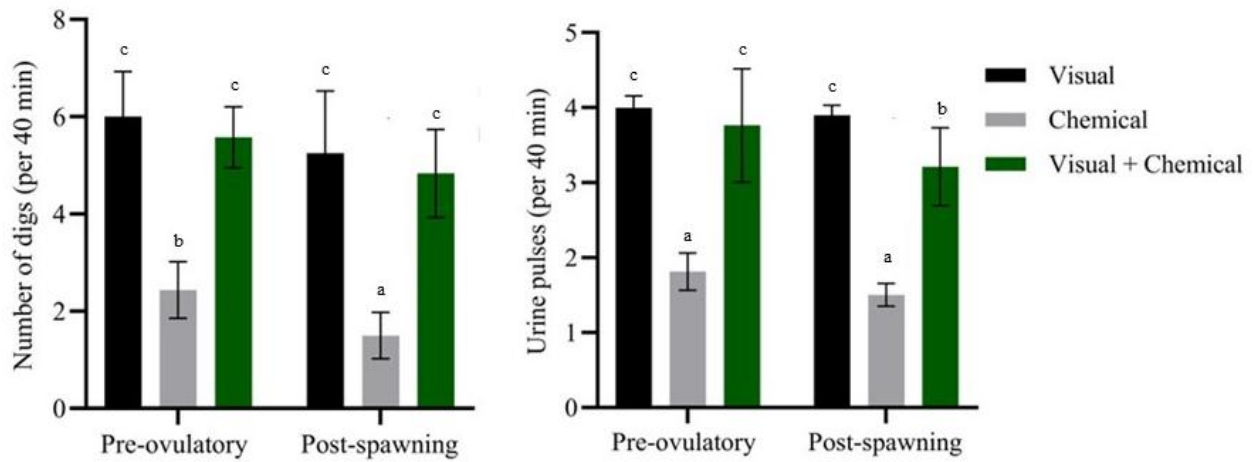 Number of digs (per 40 min)
8
6
4
2
0
c
b
c
c
a
c
Pre-ovulatory
Post-spawning
Urine pulses (per 40 min)
5
4
3
2
1
0
c
a
c
c
a
b
Pre-ovulatory
Post-spawning
Visual
Chemical
Visual + Chemical